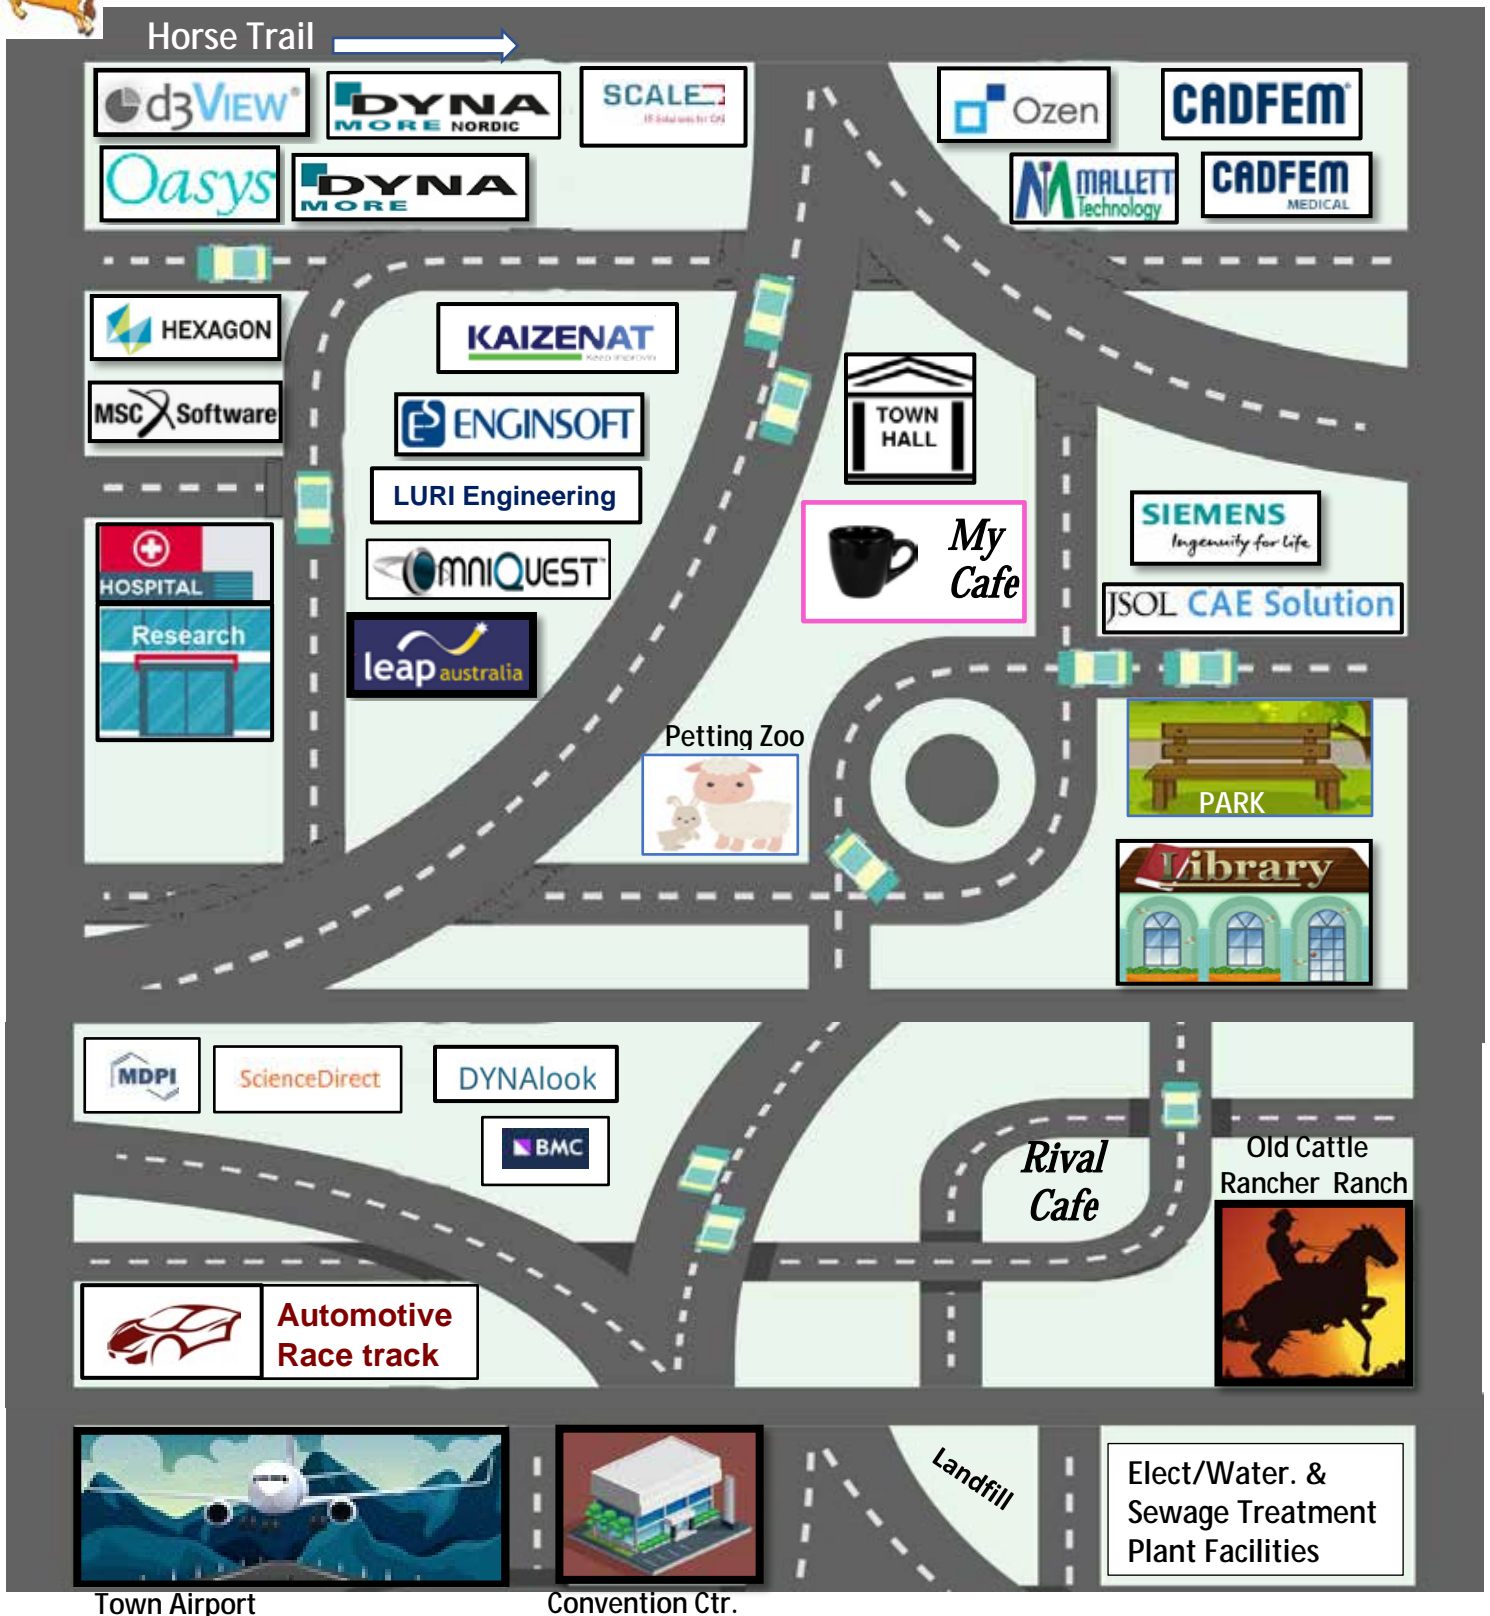 Horse Trail
d3VIEW
DYNA
MORE NORDIC
SCALE
Ozen
CADFEM
Oasys
DYNA
MORE
MALLETT
Technology
CADFEM
MEDICAL
HEXAGON
KAIZENAT
Keep Improvin
MSC Software
ENGINSOFT
TOWN
HALL
LURI Engineering
SIEMENS
Ingenuity for life
My
Cafe
HOSPITAL
OMNIQUEST
JSOL CAE Solution
Research
leap australia
Petting Zoo
PARK
Library
MDPI
ScienceDirect
DYNAlook
BMC
Rival
Cafe
Old Cattle
Rancher Ranch
Automotive
Race track
Landfill
Elect/Water. &
Sewage Treatment
Plant Facilities
Town Airport
Convention Ctr.